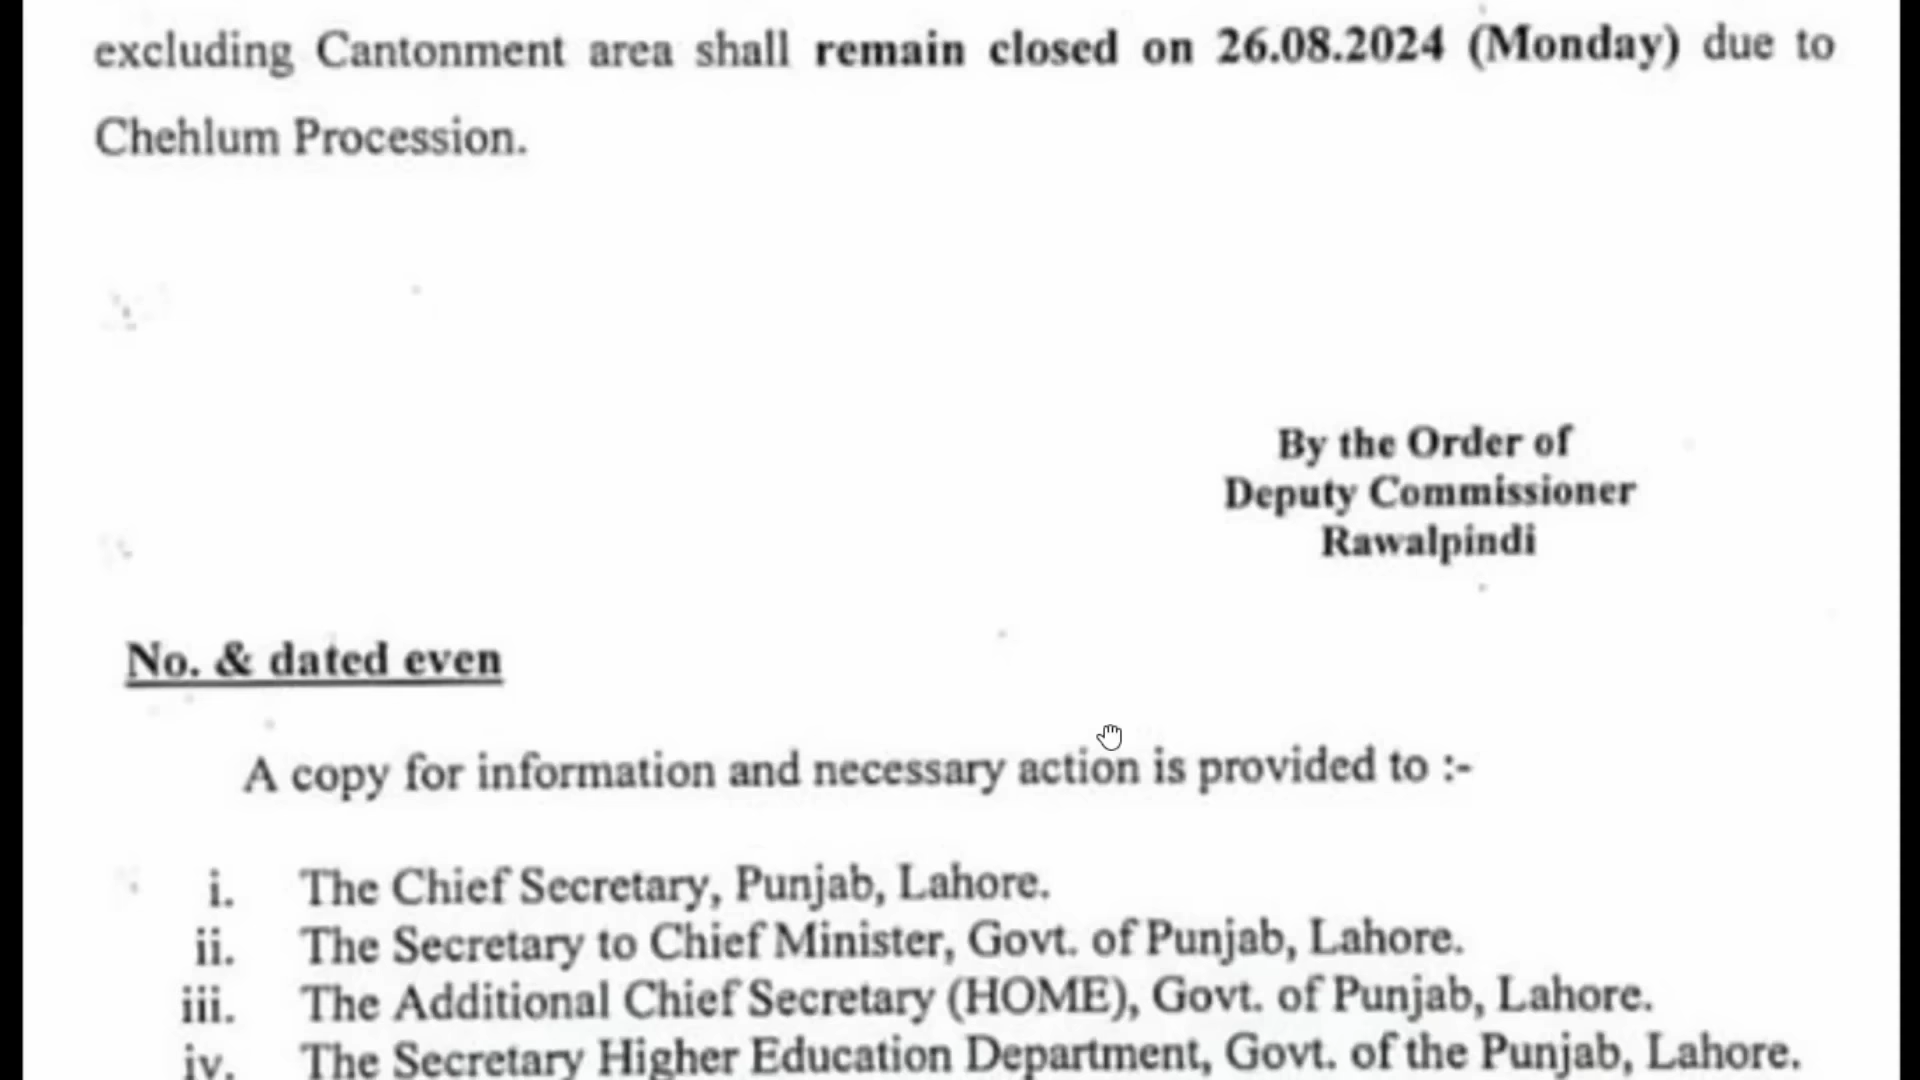 excluding Cantonment area shall remain closed on 26.08.2024 (Monday) due to
Chehlum Procession.
By the Order of
Deputy Commissioner
Rawalpindi
No. & dated even
A copy for information and necessary action is provided to :-
i. The Chief Secretary, Punjab, Lahore.
ii. The Secretary to Chief Minister, Govt. of Punjab, Lahore.
iii. The Additional Chief Secretary (HOME), Govt. of Punjab, Lahore.
iv. The Secretary Higher Education Department, Govt. of the Punjab, Lahore.